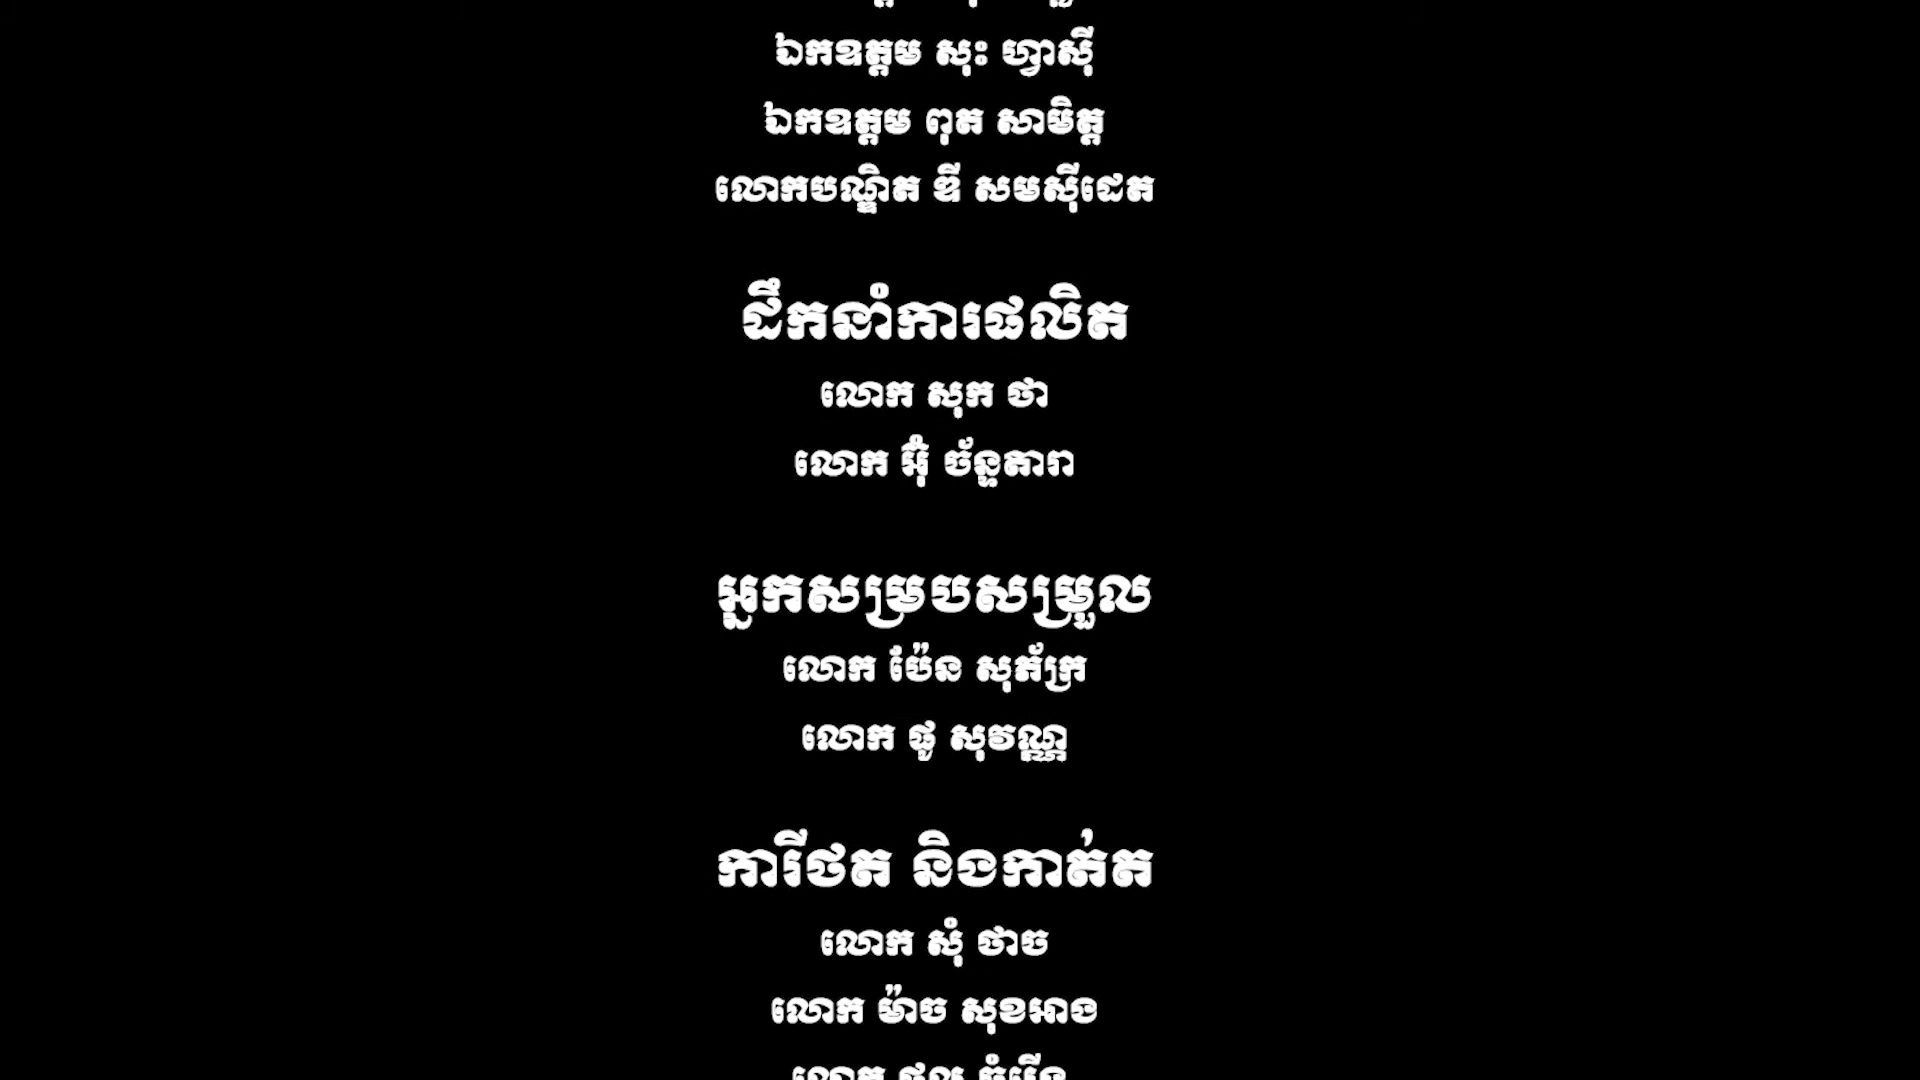 ឯកឧត្តម សុះ ហ្វាស៊ី
ឯកឧត្តម ពុត សាមិត្ត
លោកបណ្ឌិត ឌី សមស៊ីដេត
ដឹកនាំការផលិត
លោក សុក ថា
លោក អ៊ុំ ច័ន្ទតារា
អ្នកសម្របសម្រួល
លោក ប៉ែន សុភ័ក្រ
លោក ផូ សុវណ្ណ
ការីថត និងកាត់ត
លោក សុំ ថាច
លោក ម៉ាច សុខអាង
លោក